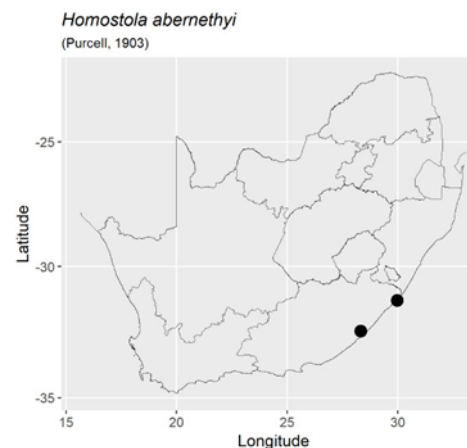 Homostola abernethyi
(Purcell, 1903)
-25
-30
-35
Latitude
15 20 25 30
Longitude